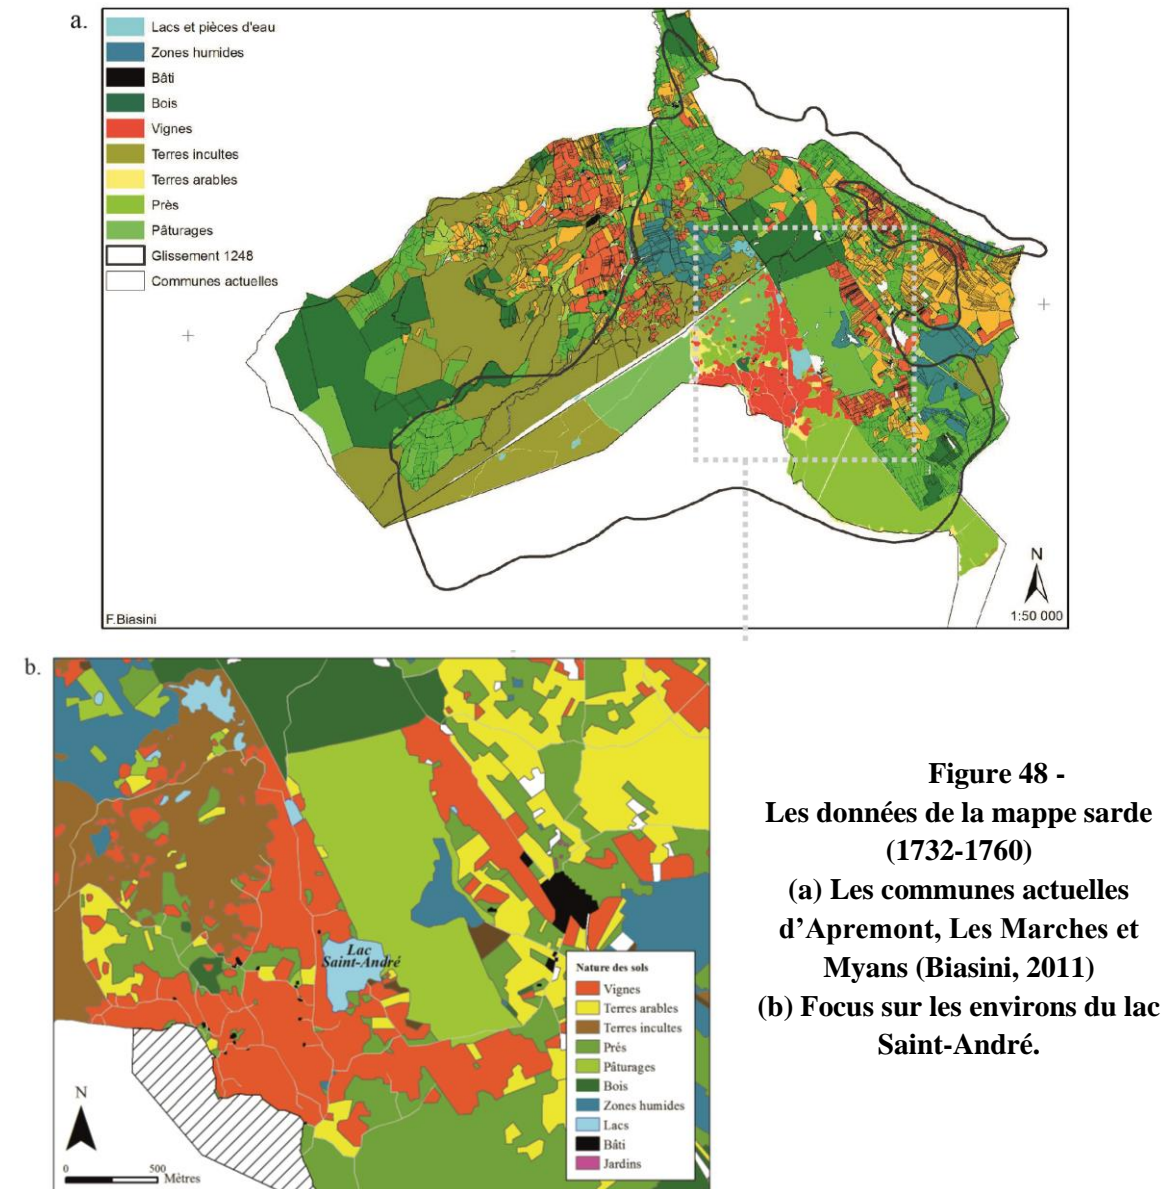 a.
Lacs et pièces d'eau
Zones humides
Bâti
Bois
Vignes
Terres incultes
Terres arables
Près
Pâturages
Glissement 1248
Communes actuelles
N
1:50 000
F.Biasini
b.
Lac
Saint-André
Nature des sols
Vignes
Terres arables
Terres incultes
Prés
Pâturages
Bois
Zones humides
Lacs
Bâti
Jardins
N
0 500
Mètres
Figure 48 -
Les données de la mappe sarde
(1732-1760)
(a) Les communes actuelles
d’Apremont, Les Marches et
Myans (Biasini, 2011)
(b) Focus sur les environs du lac
Saint-André.